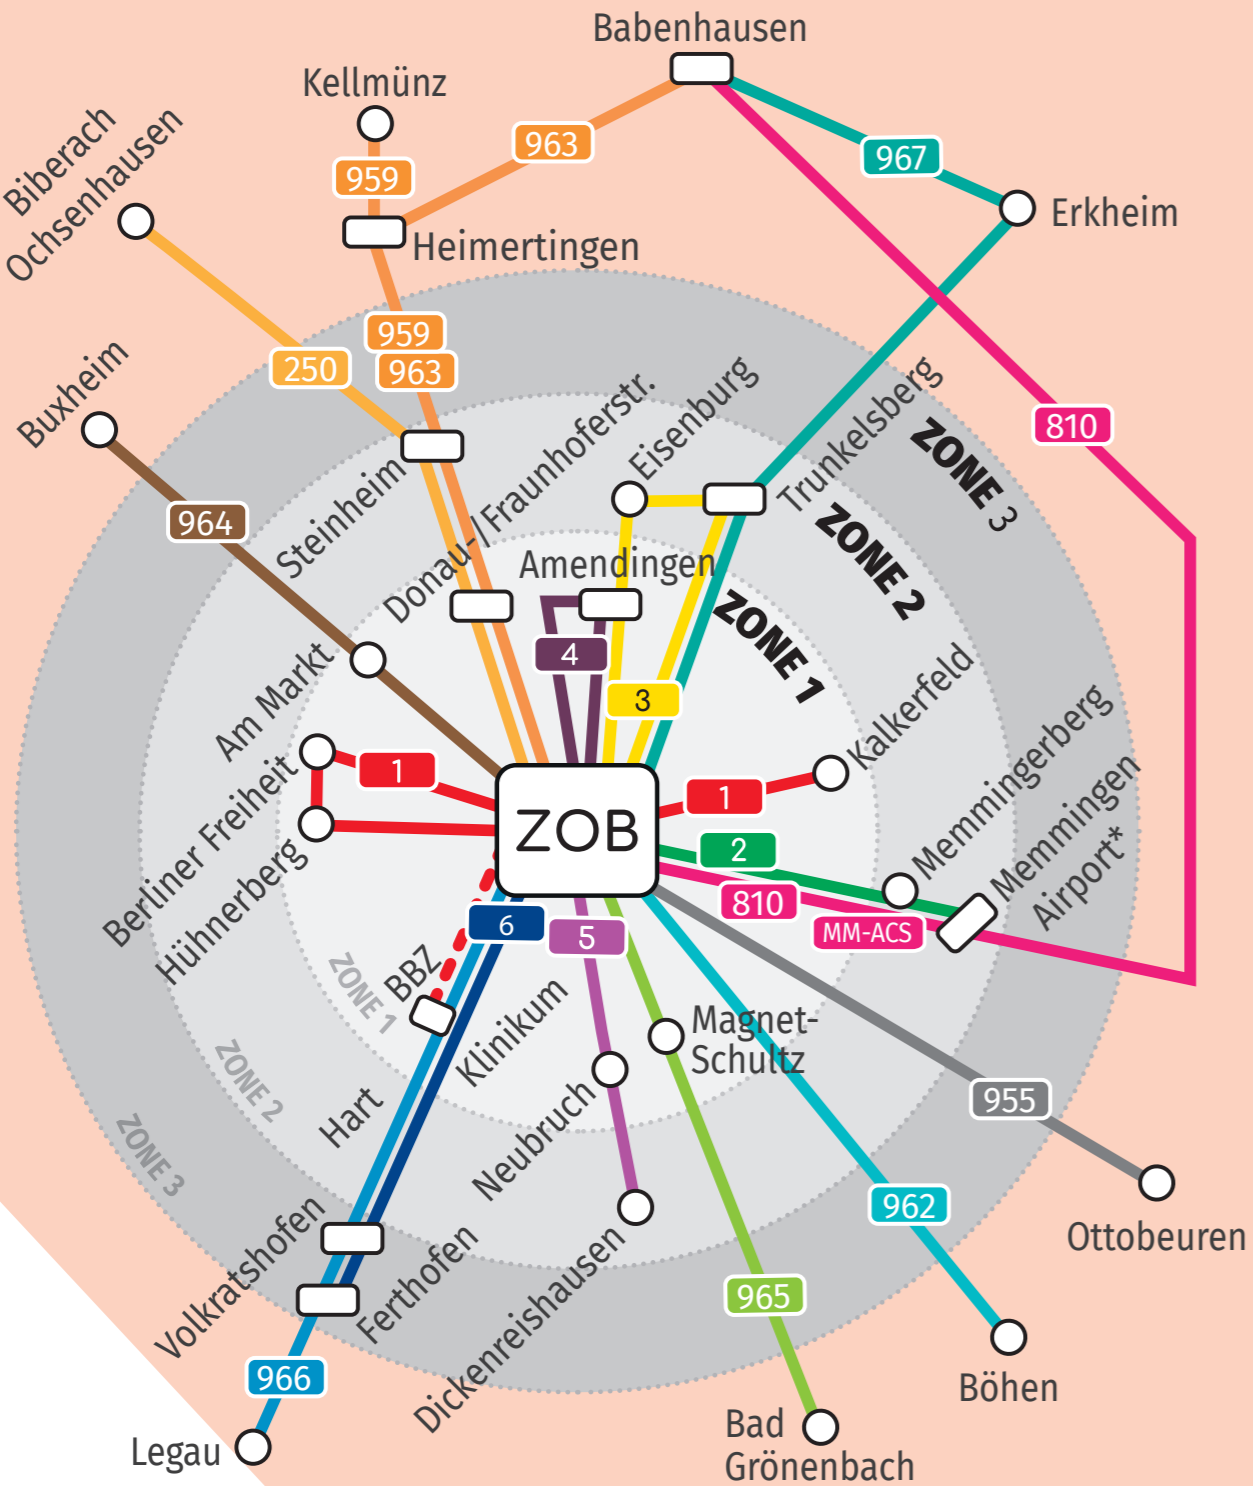 Babenhausen
Kellmünz
963
Biberach
Ochsenhausen
959
967
Erkheim
Heimertingen
959
250
963
Buxheim
810
Eisenburg
Trunkelsberg
ZONE 3
964
Steinheim
Donau-/Fraunhoferstr.
ZONE 2
Amendingen
ZONE 1
4
Am Markt
3
Kalkerfeld
1
1
Berliner Freiheit
ZOB
2
Memmingerberg
Memmingen
Airport*
Hühnerberg
810
6
5
MM-ACS
BBZ
ZONE 1
Klinikum
Magnet-
Schultz
ZONE 2
Hart
Neubruch
955
ZONE 3
962
Volkratshofen
Ferthofen
Dickenreishausen
Ottobeuren
965
966
Böhen
Legau
Bad
Grönenbach